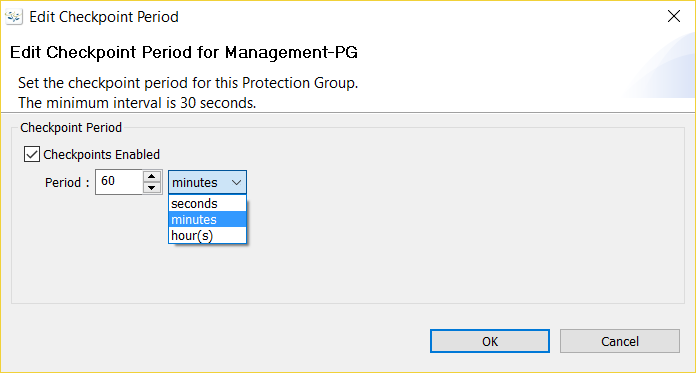 Edit Checkpoint Period
Edit Checkpoint Period for Management-PG
Set the checkpoint period for this Protection Group.
The minimum interval is 30 seconds.
Checkpoint Period
Checkpoints Enabled
Period : 60 minutes
seconds
minutes
hour(s)
OK Cancel